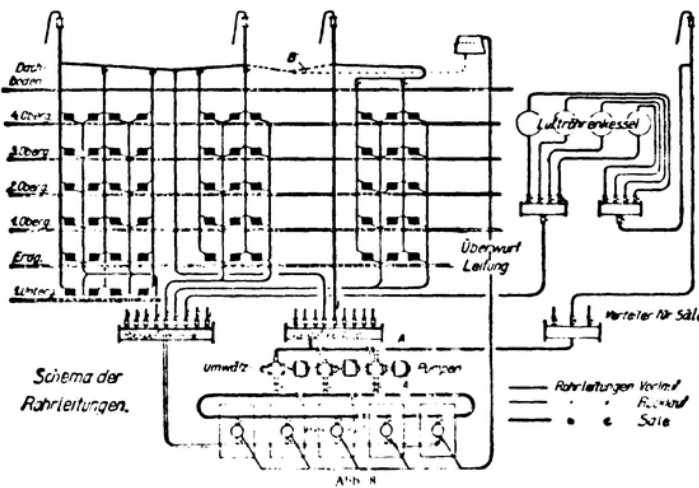 Dach-
boden
B
4.Oberg.
3.Oberg.
2.Oberg.
1.Oberg.
Erdg.
1.Unterg.
Luftröhrenkessel
Überwurf
Leitung
Verteiler für Säle
A
Umwälz
Pumpen
A
Schema der
Rohrleitungen.
Rohrleitungen Vorlauf
" " Rücklauf
" " Säle
Abb. 8